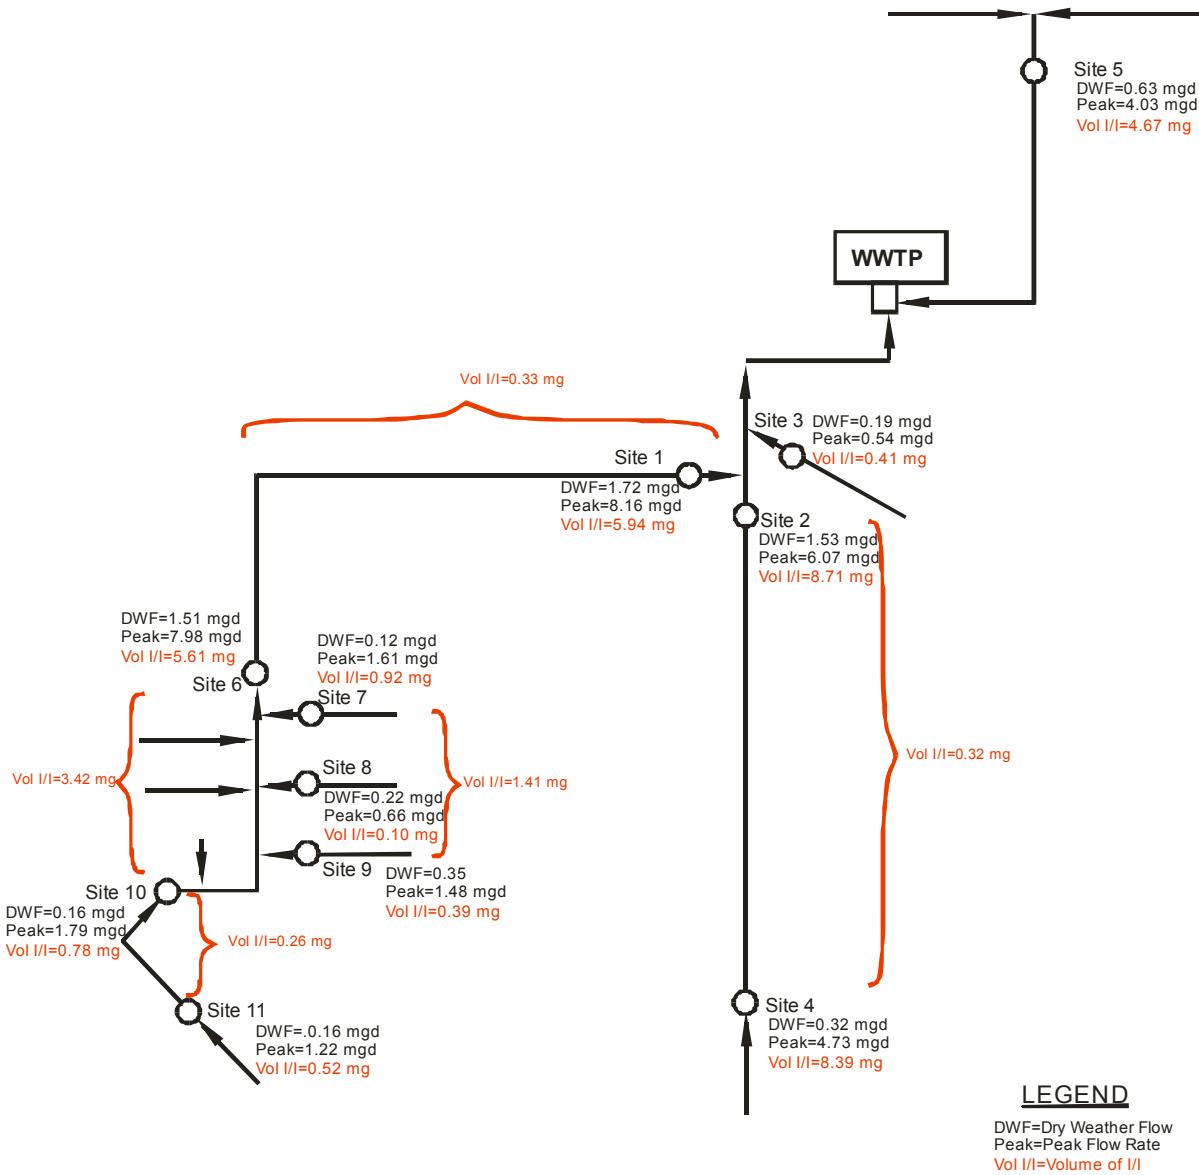 Site 5
DWF=0.63 mgd
Peak=4.03 mgd
Vol I/I=4.67 mg
WWTP
Vol I/I=0.33 mg
Site 3
DWF=0.19 mgd
Peak=0.54 mgd
Vol I/I=0.41 mg
Site 1
DWF=1.72 mgd
Peak=8.16 mgd
Vol I/I=5.94 mg
Site 2
DWF=1.53 mgd
Peak=6.07 mgd
Vol I/I=8.71 mg
DWF=1.51 mgd
Peak=7.98 mgd
Vol I/I=5.61 mg
Site 6
DWF=0.12 mgd
Peak=1.61 mgd
Vol I/I=0.92 mg
Site 7
Vol I/I=3.42 mg
Site 8
DWF=0.22 mgd
Peak=0.66 mgd
Vol I/I=0.10 mg
Vol I/I=1.41 mg
Vol I/I=0.32 mg
Site 9
DWF=0.35
Peak=1.48 mgd
Vol I/I=0.39 mg
Site 10
DWF=0.16 mgd
Peak=1.79 mgd
Vol I/I=0.78 mg
Vol I/I=0.26 mg
Site 11
DWF=.0.16 mgd
Peak=1.22 mgd
Vol I/I=0.52 mg
Site 4
DWF=0.32 mgd
Peak=4.73 mgd
Vol I/I=8.39 mg
LEGEND
DWF=Dry Weather Flow
Peak=Peak Flow Rate
Vol I/I=Volume of I/I